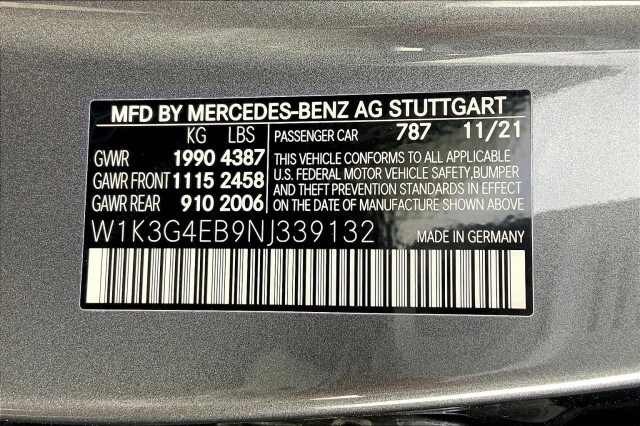 MFD BY MERCEDES-BENZ AG STUTTGART
KG LBS PASSENGER CAR 787 11/21
GVWR 1990 4387
GAWR FRONT 1115 2458
GAWR REAR 910 2006
THIS VEHICLE CONFORMS TO ALL APPLICABLE
U.S. FEDERAL MOTOR VEHICLE SAFETY, BUMPER
AND THEFT PREVENTION STANDARDS IN EFFECT
ON THE DATE OF MANUFACTURE SHOWN ABOVE.
W1K3G4EB9NJ339132 MADE IN GERMANY